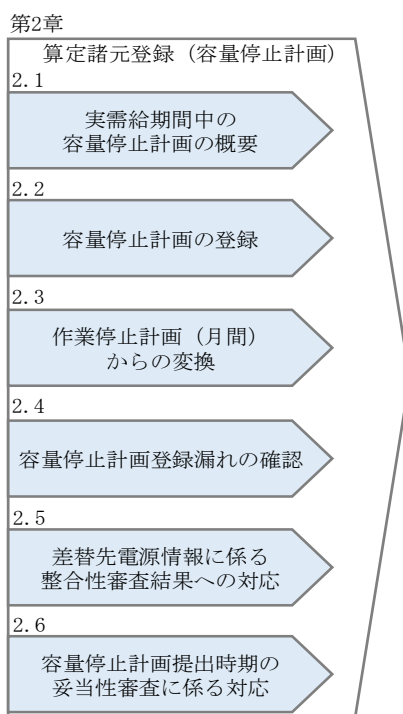 第2章
算定諸元登録（容量停止計画）
2.1
実需給期間中の
容量停止計画の概要
2.2
容量停止計画の登録
2.3
作業停止計画（月間）
からの変換
2.4
容量停止計画登録漏れの確認
2.5
差替先電源情報に係る
整合性審査結果への対応
2.6
容量停止計画提出時期の
妥当性審査に係る対応